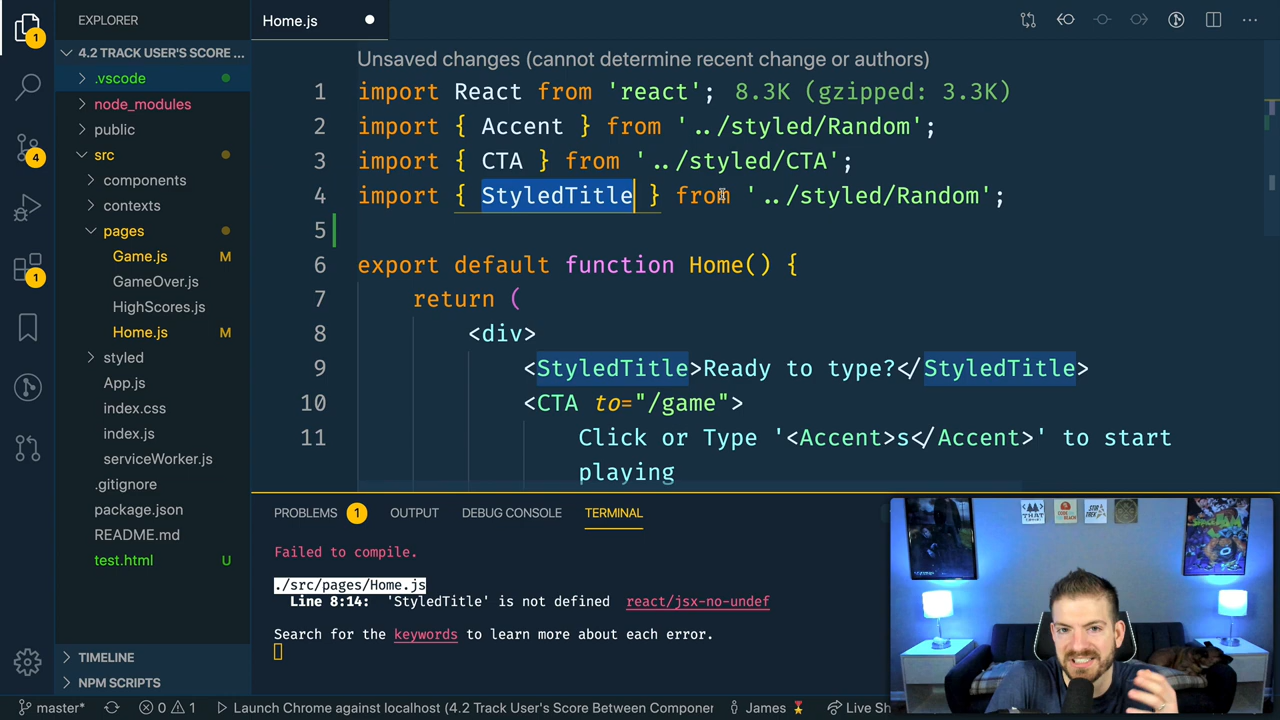 EXPLORER
Home.js
4.2 TRACK USER'S SCORE ...
.vscode
node_modules
public
src
components
contexts
pages
Game.js M
GameOver.js
HighScores.js
Home.js M
styled
App.js
index.css
index.js
serviceWorker.js
.gitignore
package.json
README.md
test.html U
TIMELINE
NPM SCRIPTS
1
4
1
Unsaved changes (cannot determine recent change or authors)
1 import React from 'react'; 8.3K (gzipped: 3.3K)
2 import { Accent } from '../styled/Random';
3 import { CTA } from '../styled/CTA';
4 import { StyledTitle } from '../styled/Random';
5
6 export default function Home() {
7 return (
8 <div>
9 <StyledTitle>Ready to type?</StyledTitle>
10 <CTA to="/game">
11 Click or Type '<Accent>s</Accent>' to start
playing
PROBLEMS 1 OUTPUT DEBUG CONSOLE TERMINAL
Failed to compile.
./src/pages/Home.js
Line 8:14: 'StyledTitle' is not defined react/jsx-no-undef
Search for the keywords to learn more about each error.
master* 0 1 Launch Chrome against localhost (4.2 Track User's Score Between Componen James Live Sh